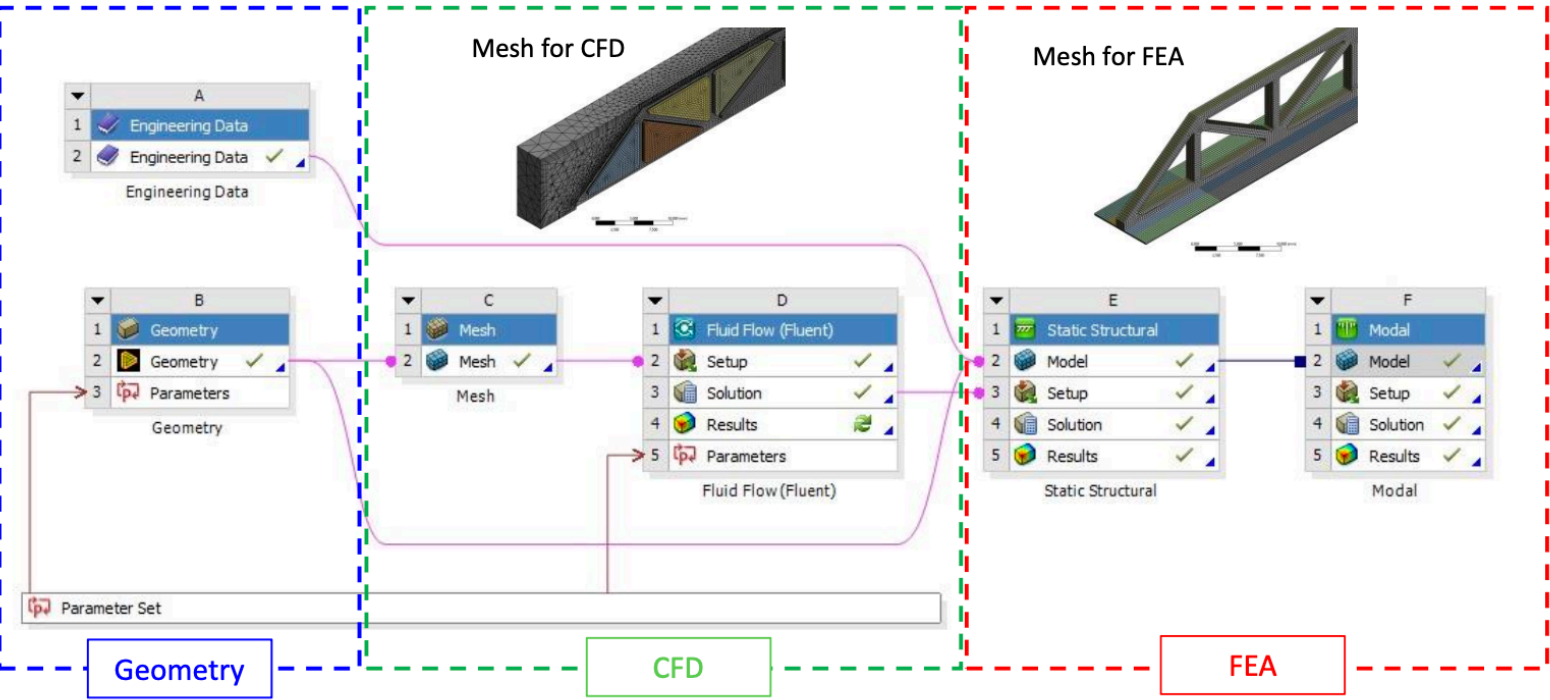 Mesh for CFD
Mesh for FEA
A
1 Engineering Data
2 Engineering Data
Engineering Data
B
1 Geometry
2 Geometry
3 Parameters
Geometry
C
1 Mesh
2 Mesh
Mesh
D
1 Fluid Flow (Fluent)
2 Setup
3 Solution
4 Results
5 Parameters
Fluid Flow (Fluent)
E
1 Static Structural
2 Model
3 Setup
4 Solution
5 Results
Static Structural
F
1 Modal
2 Model
3 Setup
4 Solution
5 Results
Modal
Parameter Set
Geometry
CFD
FEA